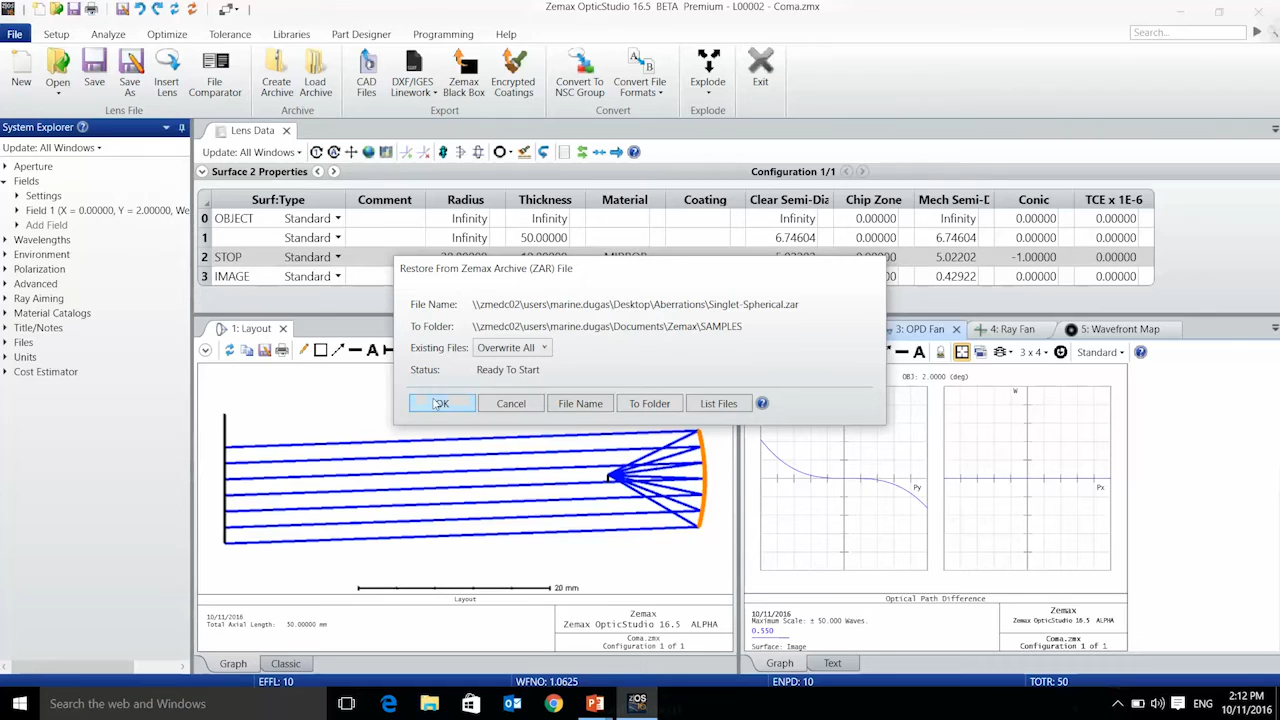 Zemax OpticStudio 16.5 BETA Premium - L00002 - Coma.zmx
File Setup Analyze Optimize Tolerance Libraries Part Designer Programming Help
Search...
New Open Save Save As Insert Lens File Comparator Create Archive Load Archive CAD Files DXF/IGES Linework Zemax Black Box Encrypted Coatings Convert To NSC Group Convert File Formats Explode Exit
Lens File Archive Export Convert Explode
System Explorer
Update: All Windows
Aperture
Fields
Settings
Field 1 (X = 0.00000, Y = 2.00000, We
Add Field
Wavelengths
Environment
Polarization
Advanced
Ray Aiming
Material Catalogs
Title/Notes
Files
Units
Cost Estimator
Lens Data
Update: All Windows
Surface 2 Properties Configuration 1/1
Surf:Type Comment Radius Thickness Material Coating Clear Semi-Dia Chip Zone Mech Semi-D Conic TCE x 1E-6
0 OBJECT Standard Infinity Infinity Infinity 0.00000 Infinity 0.00000 0.00000
1 Standard Infinity 50.00000 6.74604 0.00000 6.74604 0.00000 0.00000
2 STOP 5.02202 -1.00000 0.00000
3 IMAGE Standard 0.42922 0.00000 0.00000
Restore From Zemax Archive (ZAR) File
File Name: \\zmedc02\users\marine.dugas\Desktop\Aberrations\Singlet-Spherical.zar
To Folder: \\zmedc02\users\marine.dugas\Documents\Zemax\SAMPLES
Existing Files: Overwrite All
Status: Ready To Start
OK Cancel File Name To Folder List Files
1: Layout
20 mm
Layout
10/11/2016
Total Axial Length: 50.00000 mm
Zemax
Zemax OpticStudio 16.5 ALPHA
Coma.zmx
Configuration 1 of 1
Graph Classic
3: OPD Fan 4: Ray Fan 5: Wavefront Map
3 x 4 Standard
OBJ: 2.0000 (deg)
W
Py Px
Optical Path Difference
10/11/2016
Maximum Scale: ± 50.000 Waves.
0.550
Surface: Image
Zemax
Zemax OpticStudio 16.5 ALPHA
Coma.zmx
Configuration 1 of 1
Graph Text
EFFL: 10 WFNO: 1.0625 ENPD: 10 TOTR: 50
Search the web and Windows
ENG
2:12 PM
10/11/2016